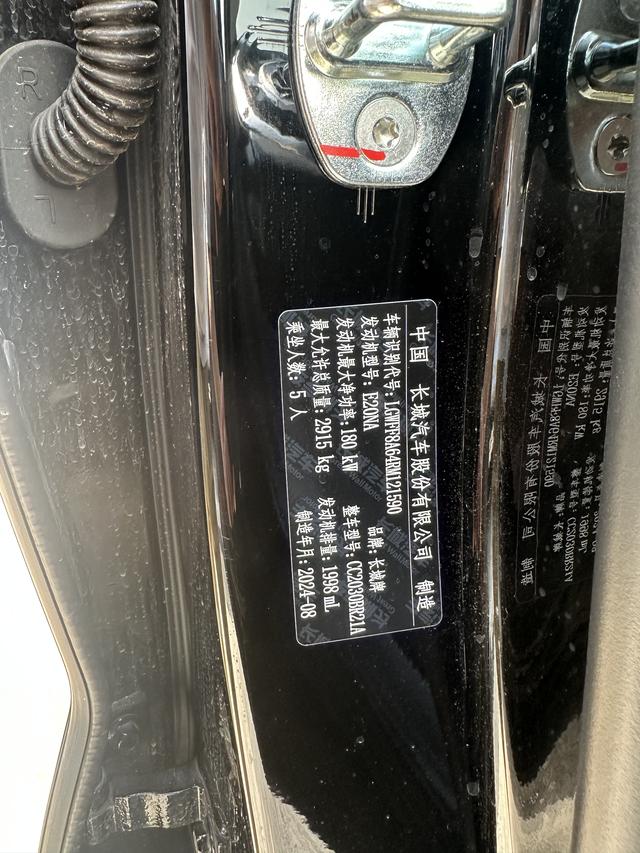 R
L
中国 长城汽车股份有限公司 制造
车辆识别代号: LGWFF8A64RM121590
发动机型号: E20NA 品牌: 长城牌
发动机最大净功率: 180 kW 整车型号: CC2030BR21A
最大允许总质量: 2915 kg 发动机排量: 1998 mL
乘坐人数: 5 人 制造年月: 2024-08